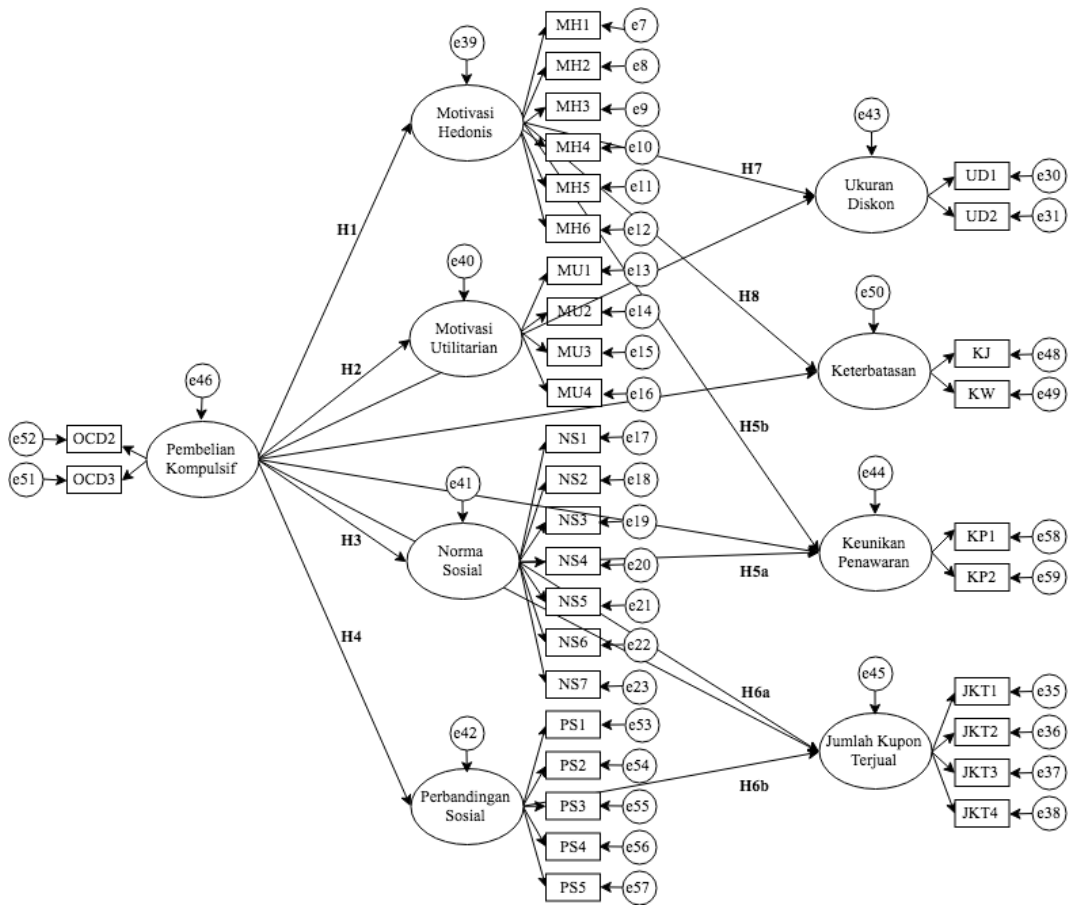 MH1
e7
e39
MH2
e8
Motivasi
Hedonis
MH3
e9
e43
MH4
e10
H7
MH5
e11
UD1
e30
Ukuran
Diskon
UD2
e31
MH6
e12
H1
e40
MU1
e13
H8
e50
MU2
e14
Motivasi
Utilitarian
MU3
e15
KJ
e48
H2
Keterbatasan
e46
MU4
e16
KW
e49
H5b
e52
OCD2
NS1
e17
Pembelian
Kompulsif
OCD3
e51
e41
NS2
e18
e44
NS3
e19
H3
KP1
e58
Norma
Sosial
NS4
e20
Keunikan
Penawaran
H5a
KP2
e59
NS5
e21
H4
NS6
e22
e45
NS7
e23
H6a
JKT1
e35
PS1
e53
e42
JKT2
e36
Jumlah Kupon
Terjual
PS2
e54
JKT3
e37
H6b
Perbandingan
Sosial
PS3
e55
JKT4
e38
PS4
e56
PS5
e57